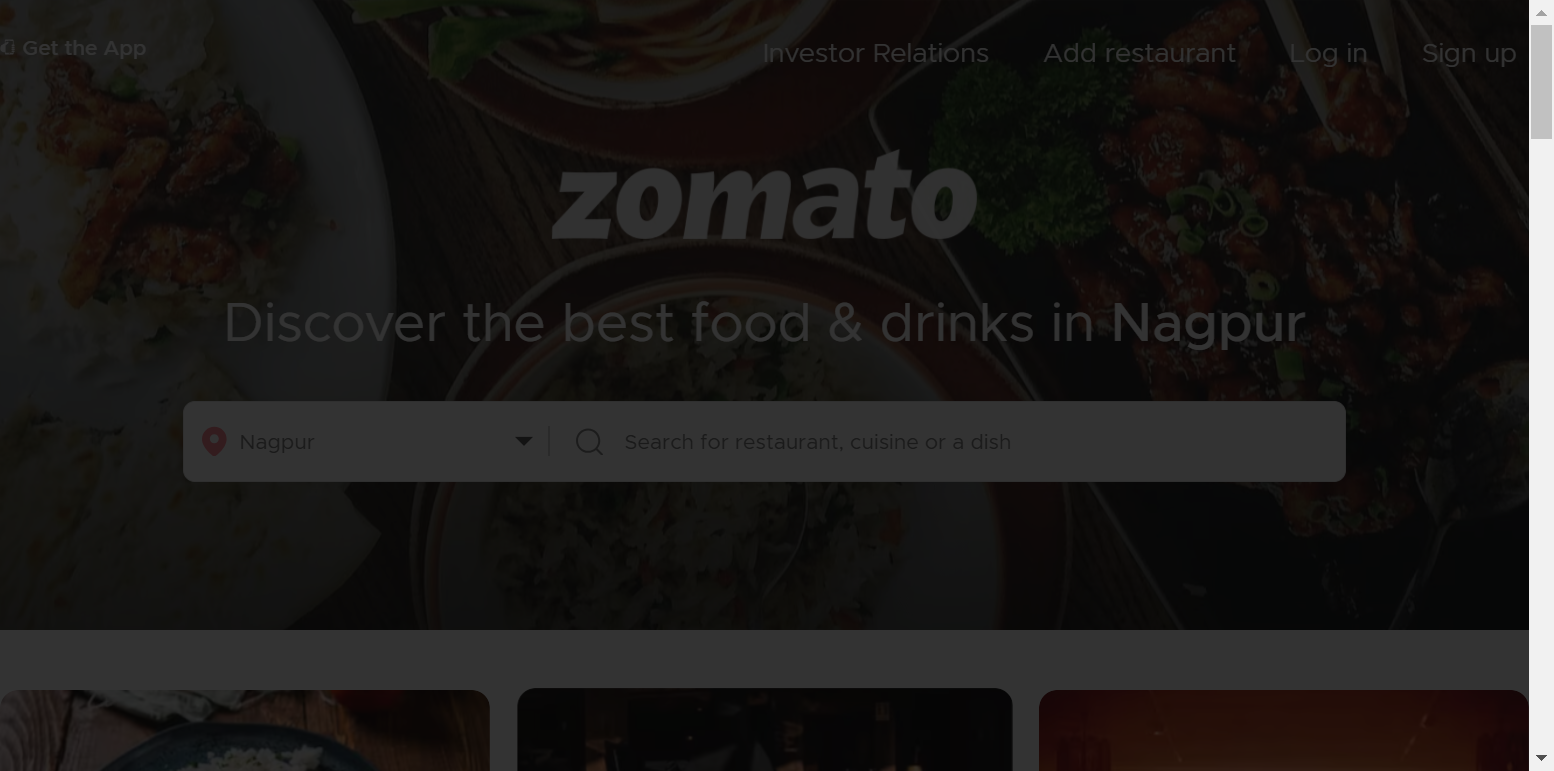 Get the App
Investor Relations Add restaurant Log in Sign up
zomato
Discover the best food & drinks in Nagpur
Nagpur Search for restaurant, cuisine or a dish